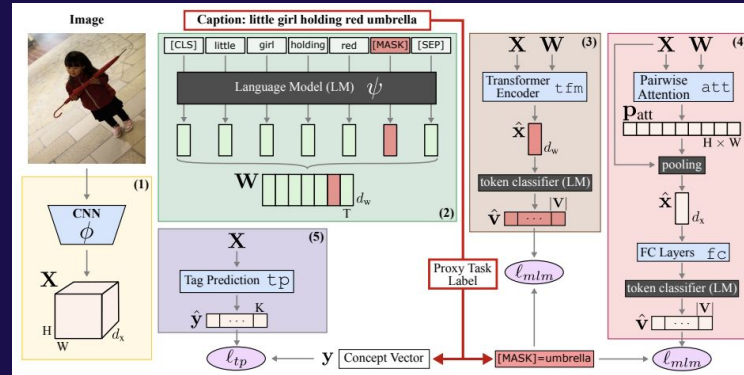 Image
Caption: little girl holding red umbrella
[CLS] little girl holding red [MASK] [SEP]
Language Model (LM) ψ
W
d_w
T
(2)
(1)
CNN
ϕ
X
H
W
d_x
(5)
X
Tag Prediction tp
K
ŷ ···
ℓ_tp
y Concept Vector
Proxy Task
Label
[MASK]=umbrella
(3)
X W
Transformer
Encoder tfm
x̂
d_w
token classifier (LM)
|V|
v̂ ···
ℓ_mlm
(4)
X W
Pairwise
Attention att
P_att
H × W
pooling
x̂
d_x
FC Layers fc
token classifier (LM)
|V|
v̂ ···
ℓ_mlm